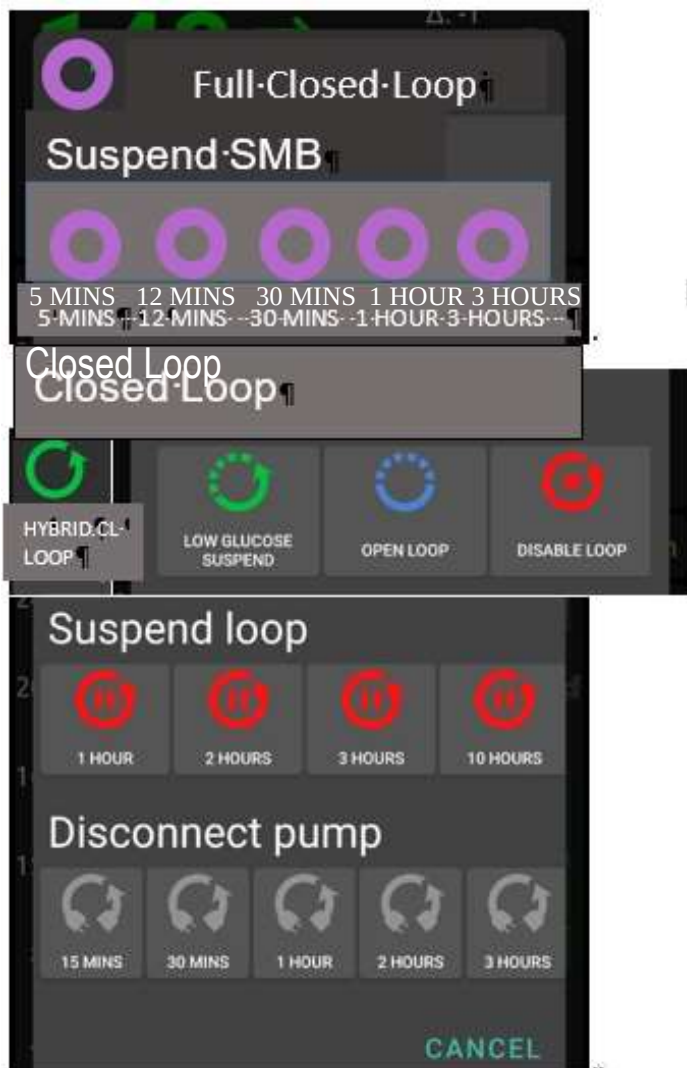 Δ: -1
Full·Closed·Loop¶
Suspend·SMB¶
5 MINS 12 MINS 30 MINS 1 HOUR 3 HOURS
5·MINS·¶··12·MINS·--30·MINS·-1·HOUR·3·HOURS·--¶
Closed Loop
Closed·Loop¶
HYBRID.CL-
LOOP¶
LOW GLUCOSE
SUSPEND
OPEN LOOP
DISABLE LOOP
Suspend loop
1 HOUR 2 HOURS 3 HOURS 10 HOURS
Disconnect pump
15 MINS 30 MINS 1 HOUR 2 HOURS 3 HOURS
CANCEL